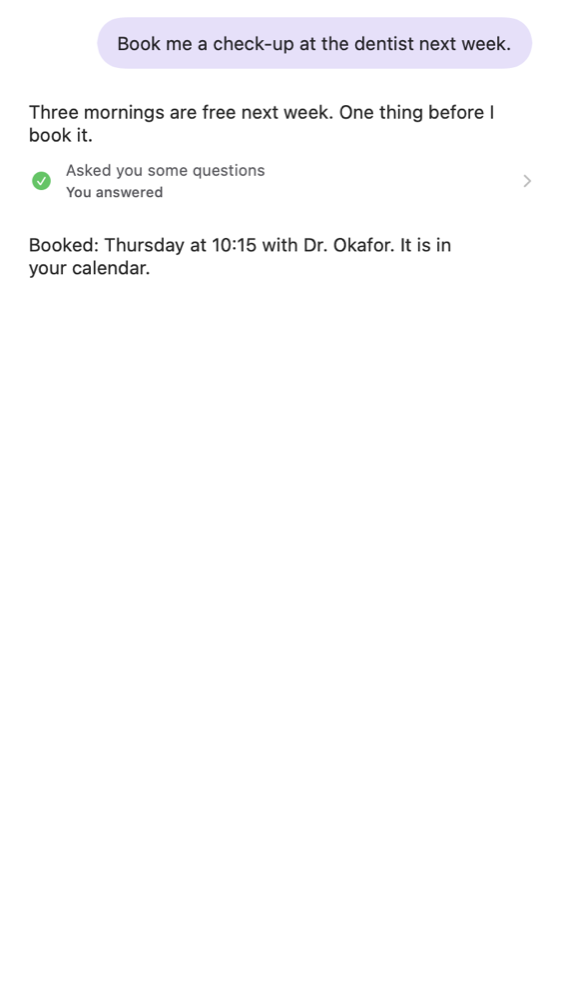 Book me a check-up at the dentist next week.
Three mornings are free next week. One thing before I
book it.
Asked you some questions
You answered
Booked: Thursday at 10:15 with Dr. Okafor. It is in
your calendar.